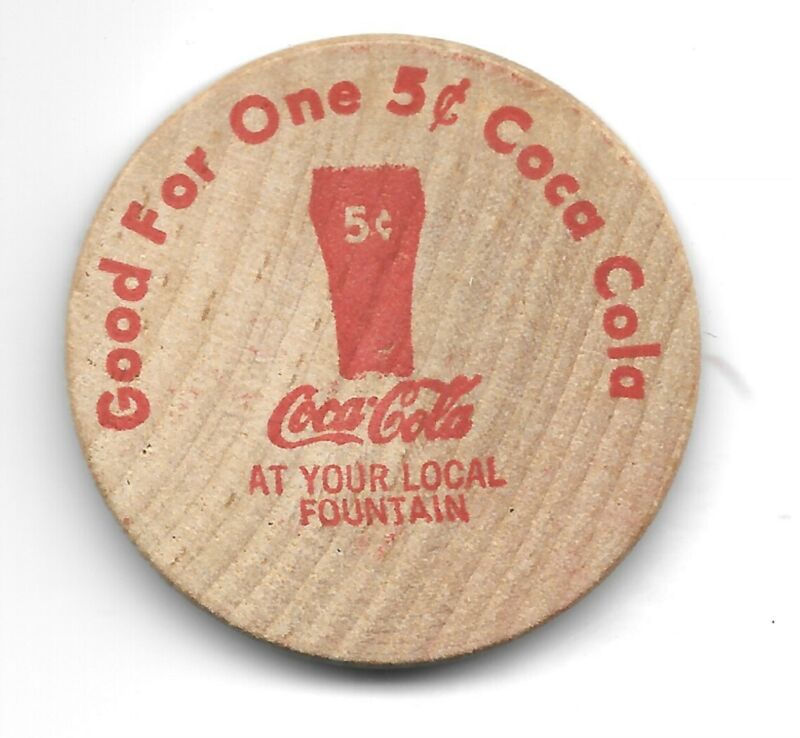 Good For One 5¢ Coca Cola
5¢
Coca-Cola
AT YOUR LOCAL
FOUNTAIN